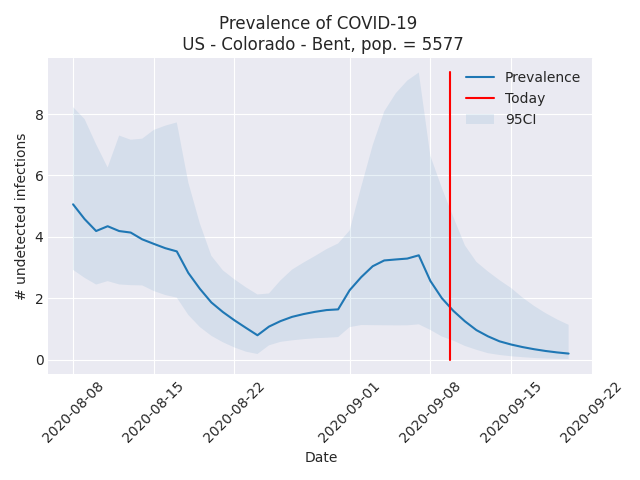 Prevalence of COVID-19
US - Colorado - Bent, pop. = 5577
Prevalence
Today
95CI
# undetected infections
8
6
4
2
0
2020-08-08
2020-08-15
2020-08-22
2020-09-01
2020-09-08
2020-09-15
2020-09-22
Date